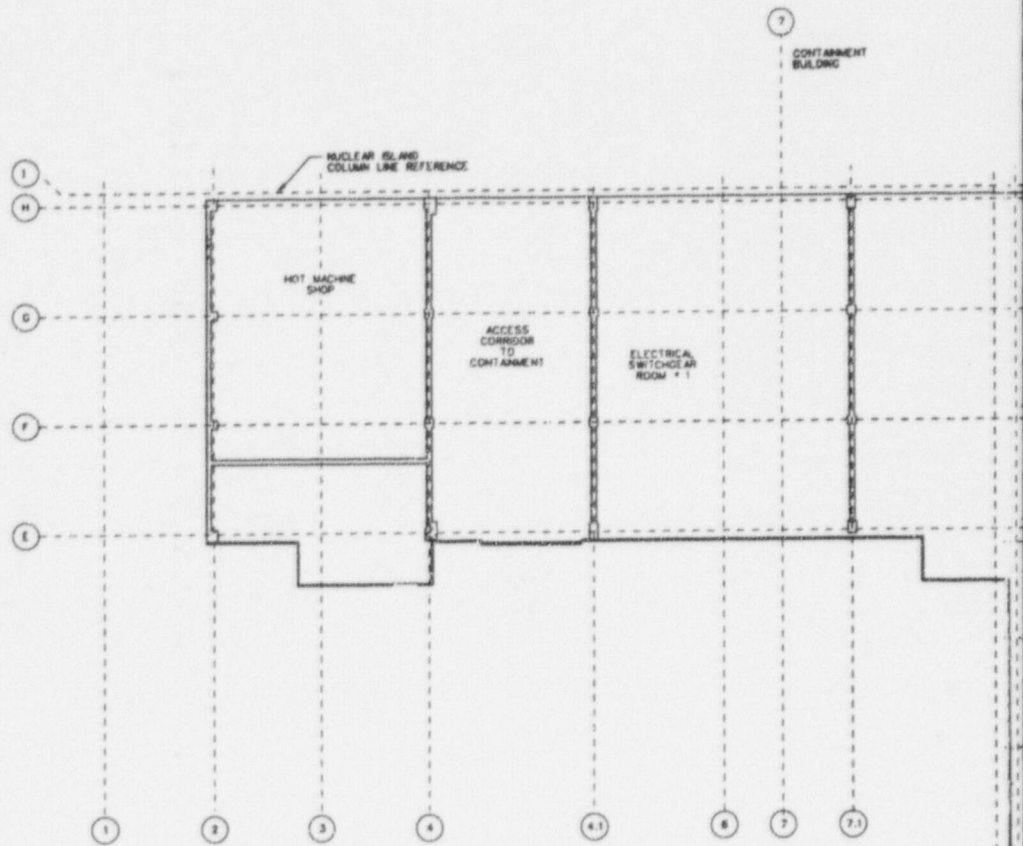 7
CONTAINMENT
BUILDING
NUCLEAR ISLAND
COLUMN LINE REFERENCE
I
H
HOT MACHINE
SHOP
G
ACCESS
CORRIDOR
TO
CONTAINMENT
ELECTRICAL
SWITCHGEAR
ROOM # 1
F
E
1
2
3
4
4.1
6
7
7.1